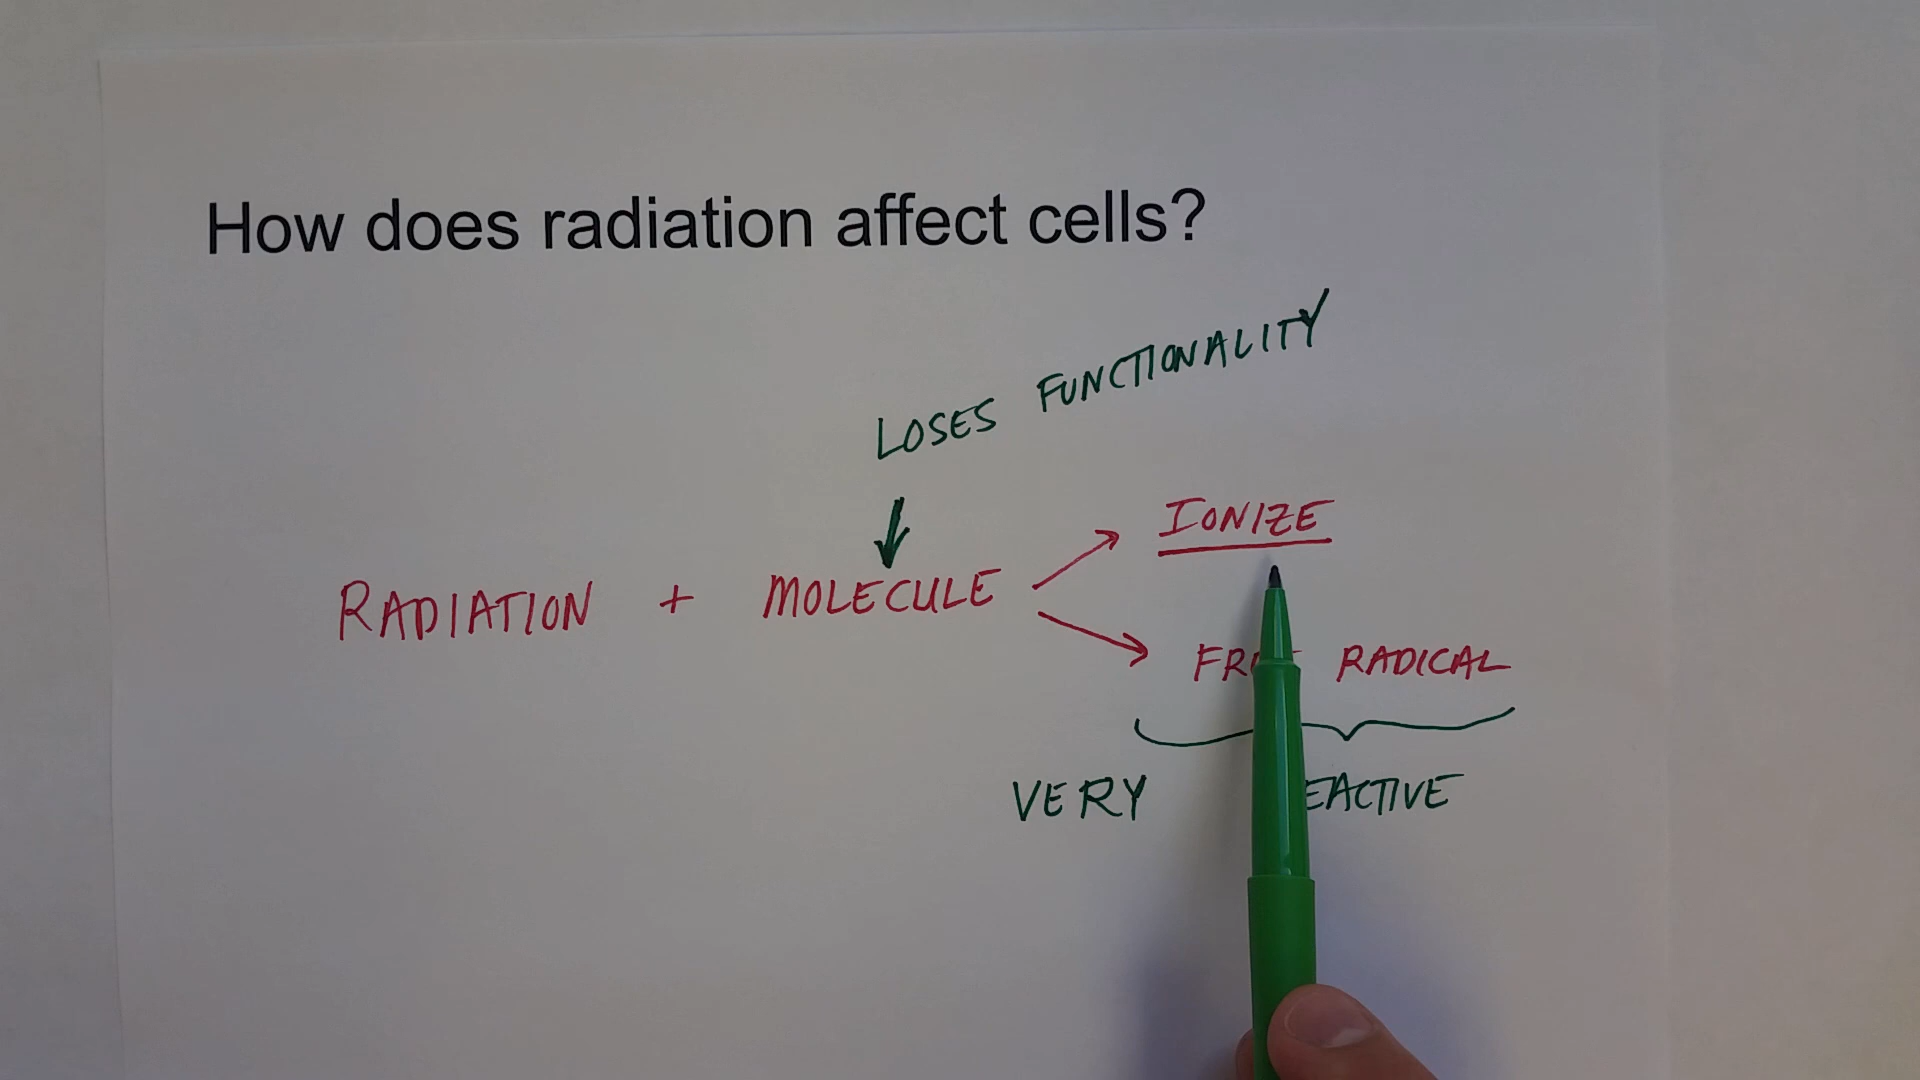 How does radiation affect cells?
LOSES FUNCTIONALITY
IONIZE
RADIATION + MOLECULE
RADICAL
VERY